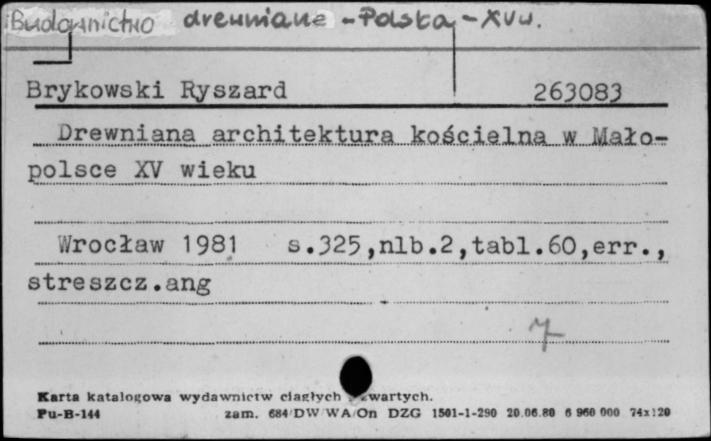 Budownictwo drewniane - Polska - XV w.
Brykowski Ryszard 263083
Drewniana architektura kościelna w Mało-
polsce XV wieku
Wrocław 1981 s.325,nlb.2,tabl.60,err.,
streszcz.ang
7
Karta katalogowa wydawnictw ciągłych zwartych.
Pu-B-144 zam. 684/DW/WA/On DZG 1501-1-290 20.06.80 6 960 000 74x120